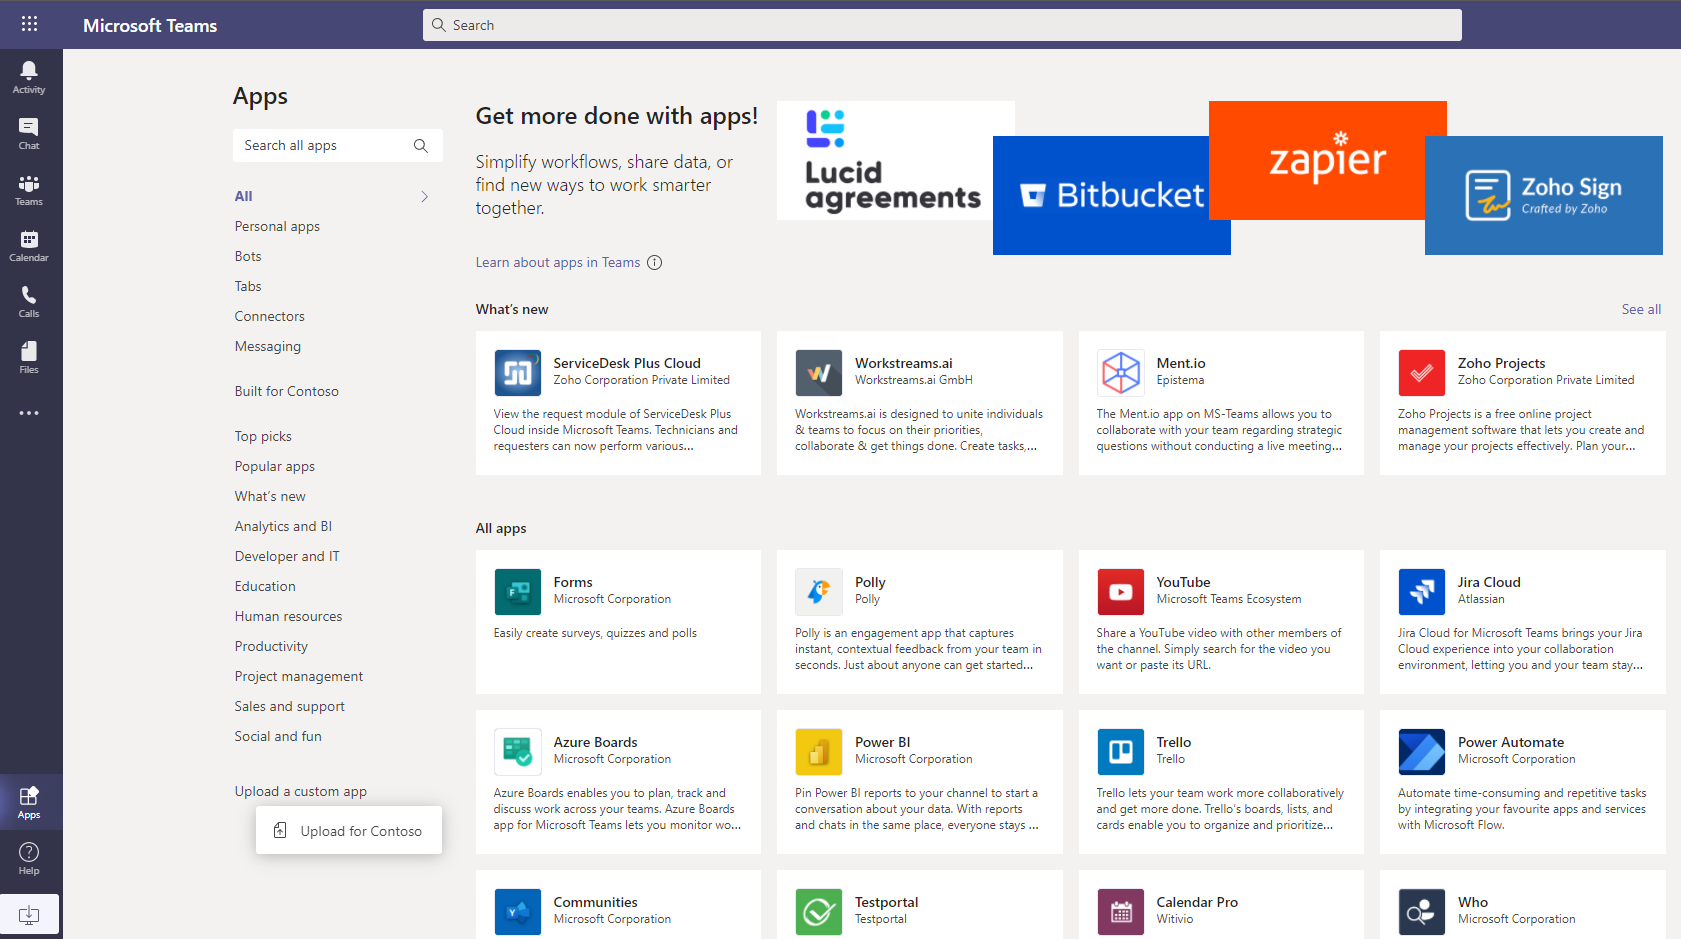 Microsoft Teams
Search
Activity
Chat
Teams
Calendar
Calls
Files
Apps
Help
Apps
Search all apps
All
Personal apps
Bots
Tabs
Connectors
Messaging
Built for Contoso
Top picks
Popular apps
What's new
Analytics and BI
Developer and IT
Education
Human resources
Productivity
Project management
Sales and support
Social and fun
Upload a custom app
Upload for Contoso
Get more done with apps!
Simplify workflows, share data, or
find new ways to work smarter
together.
Learn about apps in Teams
Lucid
agreements
Bitbucket
zapier
Zoho Sign
Crafted by Zoho
What's new
See all
ServiceDesk Plus Cloud
Zoho Corporation Private Limited
View the request module of ServiceDesk Plus
Cloud inside Microsoft Teams. Technicians and
requesters can now perform various...
Workstreams.ai
Workstreams.ai GmbH
Workstreams.ai is designed to unite individuals
& teams to focus on their priorities,
collaborate & get things done. Create tasks,...
Ment.io
Epistema
The Ment.io app on MS-Teams allows you to
collaborate with your team regarding strategic
questions without conducting a live meeting...
Zoho Projects
Zoho Corporation Private Limited
Zoho Projects is a free online project
management software that lets you create and
manage your projects effectively. Plan your...
All apps
Forms
Microsoft Corporation
Easily create surveys, quizzes and polls
Polly
Polly
Polly is an engagement app that captures
instant, contextual feedback from your team in
seconds. Just about anyone can get started...
YouTube
Microsoft Teams Ecosystem
Share a YouTube video with other members of
the channel. Simply search for the video you
want or paste its URL.
Jira Cloud
Atlassian
Jira Cloud for Microsoft Teams brings your Jira
Cloud experience into your collaboration
environment, letting you and your team stay...
Azure Boards
Microsoft Corporation
Azure Boards enables you to plan, track and
discuss work across your teams. Azure Boards
app for Microsoft Teams lets you monitor wo...
Power BI
Microsoft Corporation
Pin Power BI reports to your channel to start a
conversation about your data. With reports
and chats in the same place, everyone stays ...
Trello
Trello
Trello lets your team work more collaboratively
and get more done. Trello's boards, lists, and
cards enable you to organize and prioritize...
Power Automate
Microsoft Corporation
Automate time-consuming and repetitive tasks
by integrating your favourite apps and services
with Microsoft Flow.
Communities
Microsoft Corporation
Testportal
Testportal
Calendar Pro
Witivio
Who
Microsoft Corporation